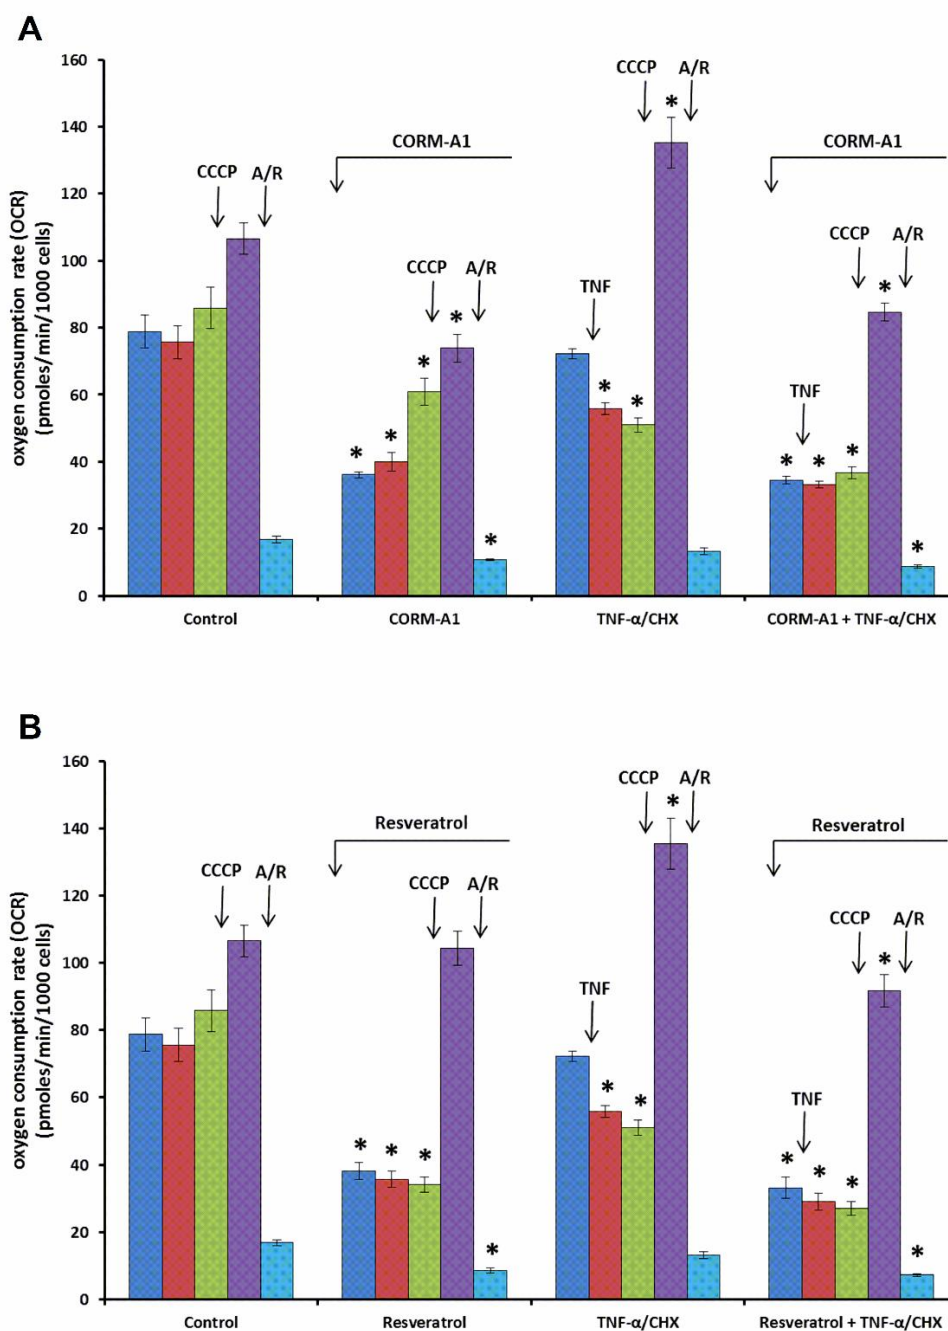 A
160
140
120
100
80
60
40
20
0
oxygen consumption rate (OCR)
(pmoles/min/1000 cells)
CCCP A/R
CORM-A1
CCCP A/R
*
*
*
*
*
CCCP A/R
*
TNF
*
*
CORM-A1
CCCP A/R
*
TNF
*
*
*
*
Control
CORM-A1
TNF-α/CHX
CORM-A1 + TNF-α/CHX
B
160
140
120
100
80
60
40
20
0
oxygen consumption rate (OCR)
(pmoles/min/1000 cells)
CCCP A/R
Resveratrol
CCCP A/R
*
*
*
*
CCCP A/R
*
TNF
*
*
Resveratrol
CCCP A/R
*
TNF
*
*
*
*
Control
Resveratrol
TNF-α/CHX
Resveratrol + TNF-α/CHX